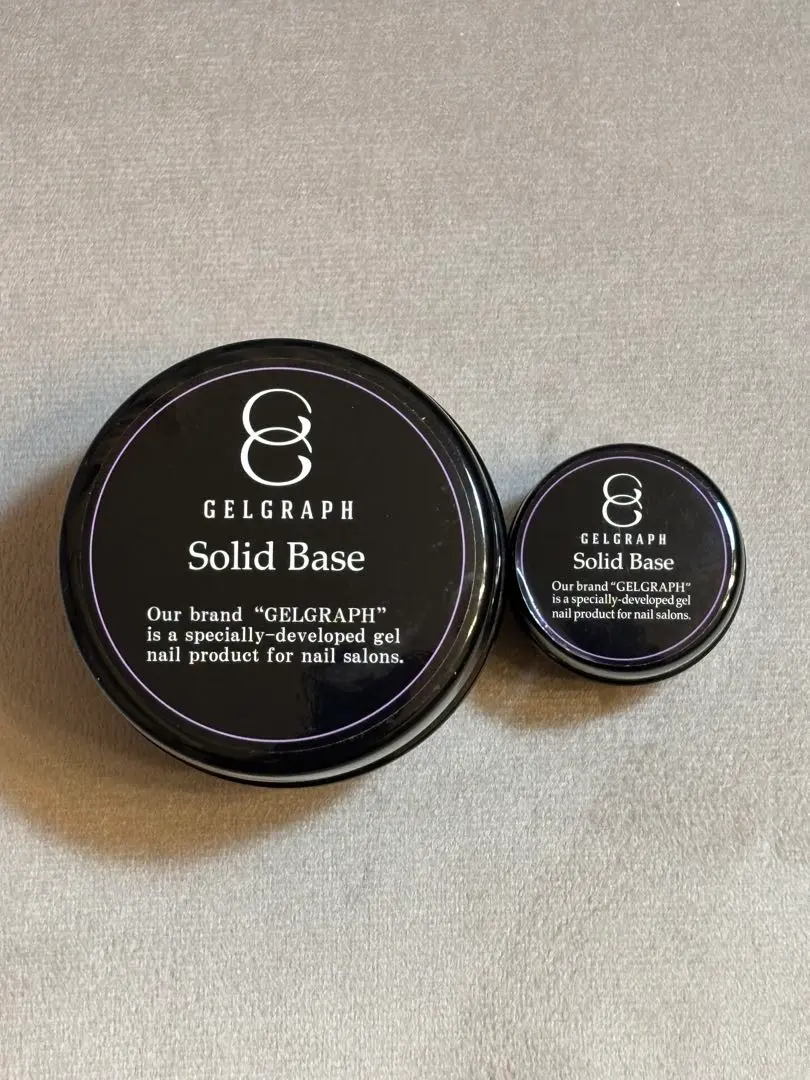 GELGRAPH
Solid Base
Our brand “GELGRAPH”
is a specially-developed gel
nail product for nail salons.
GELGRAPH
Solid Base
Our brand “GELGRAPH”
is a specially-developed gel
nail product for nail salons.